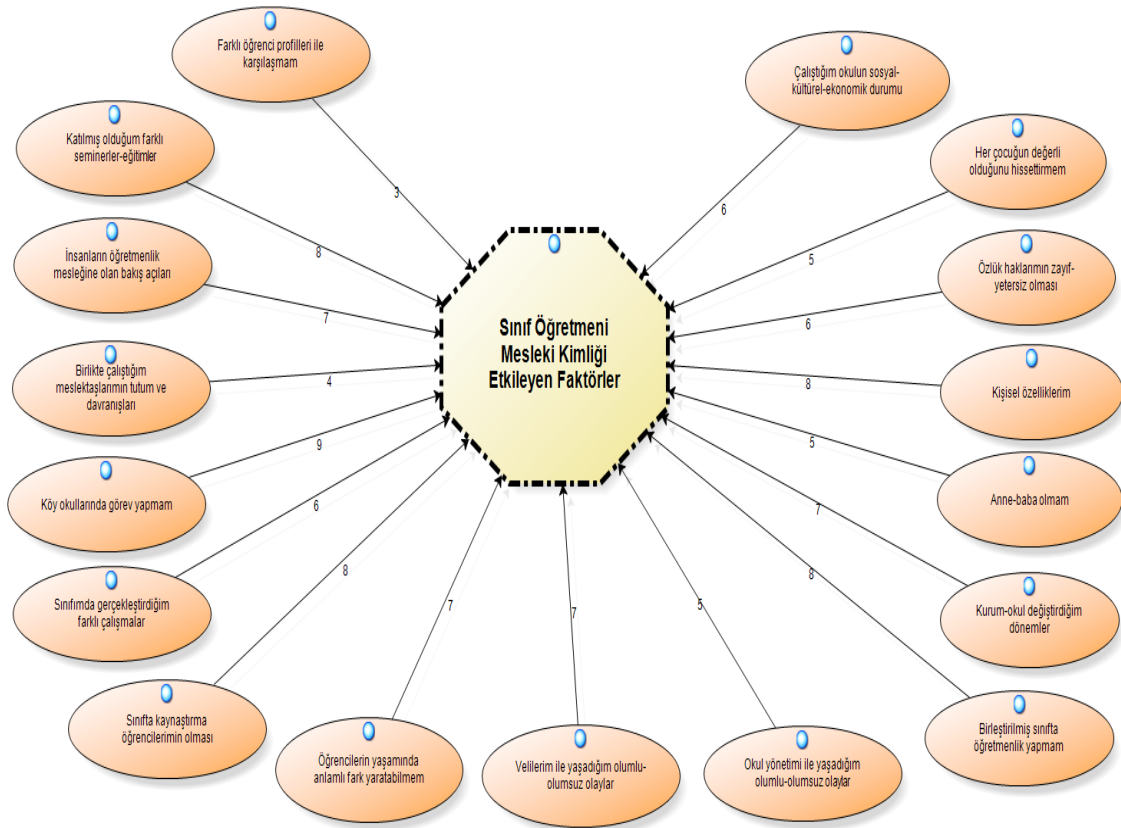 Farklı öğrenci profilleri ile
karşılaşmam
3
Çalıştığım okulun sosyal-
kültürel-ekonomik durumu
6
Katılmış olduğum farklı
seminerler-eğitimler
8
Her çocuğun değerli
olduğunu hissettirmem
5
İnsanların öğretmenlik
mesleğine olan bakış açıları
7
Özlük haklarımın zayıf-
yetersiz olması
6
Sınıf Öğretmeni
Mesleki Kimliği
Etkileyen Faktörler
Birlikte çalıştığım
meslektaşlarımın tutum ve
davranışları
4
Kişisel özelliklerim
8
Köy okullarında görev yapmam
9
Anne-baba olmam
5
Sınıfımda gerçekleştirdiğim
farklı çalışmalar
6
Kurum-okul değiştirdiğim
dönemler
7
Sınıfta kaynaştırma
öğrencilerimin olması
8
Birleştirilmiş sınıfta
öğretmenlik yapmam
8
Öğrencilerin yaşamında
anlamlı fark yaratabilmem
7
Velilerim ile yaşadığım olumlu-
olumsuz olaylar
7
Okul yönetimi ile yaşadığım
olumlu-olumsuz olaylar
5